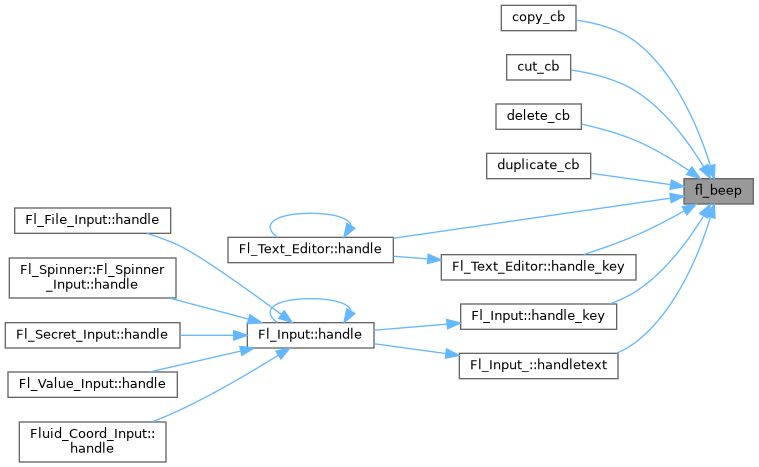 copy_cb
cut_cb
delete_cb
duplicate_cb
fl_beep
Fl_File_Input::handle
Fl_Text_Editor::handle
Fl_Text_Editor::handle_key
Fl_Spinner::Fl_Spinner
_Input::handle
Fl_Input::handle_key
Fl_Secret_Input::handle
Fl_Input::handle
Fl_Input_::handletext
Fl_Value_Input::handle
Fluid_Coord_Input::
handle